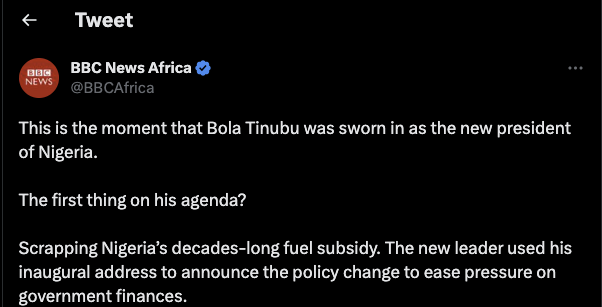 Tweet
BBC NEWS
BBC News Africa
@BBCAfrica
This is the moment that Bola Tinubu was sworn in as the new president
of Nigeria.
The first thing on his agenda?
Scrapping Nigeria’s decades-long fuel subsidy. The new leader used his
inaugural address to announce the policy change to ease pressure on
government finances.